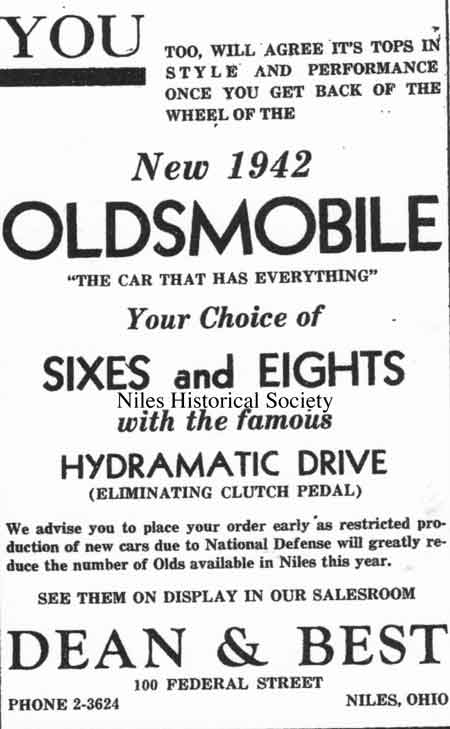 YOU
TOO, WILL AGREE IT'S TOPS IN
STYLE AND PERFORMANCE
ONCE YOU GET BACK OF THE
WHEEL OF THE
New 1942
OLDSMOBILE
"THE CAR THAT HAS EVERYTHING"
Your Choice of
SIXES and EIGHTS
Niles Historical Society
with the famous
HYDRAMATIC DRIVE
(ELIMINATING CLUTCH PEDAL)
We advise you to place your order early as restricted pro-
duction of new cars due to National Defense will greatly re-
duce the number of Olds available in Niles this year.
SEE THEM ON DISPLAY IN OUR SALESROOM
DEAN & BEST
100 FEDERAL STREET
PHONE 2-3624 NILES, OHIO